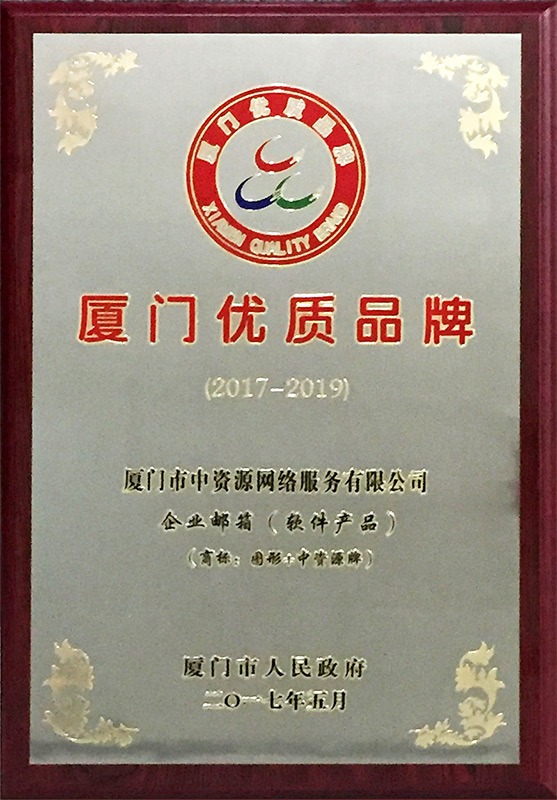 厦门优质品牌
XIAMEN QUALITY BRAND
厦门优质品牌
(2017-2019)
厦门市中资源网络服务有限公司
企业邮箱（软件产品）
（商标：图形+中资源牌）
厦门市人民政府
二〇一七年五月